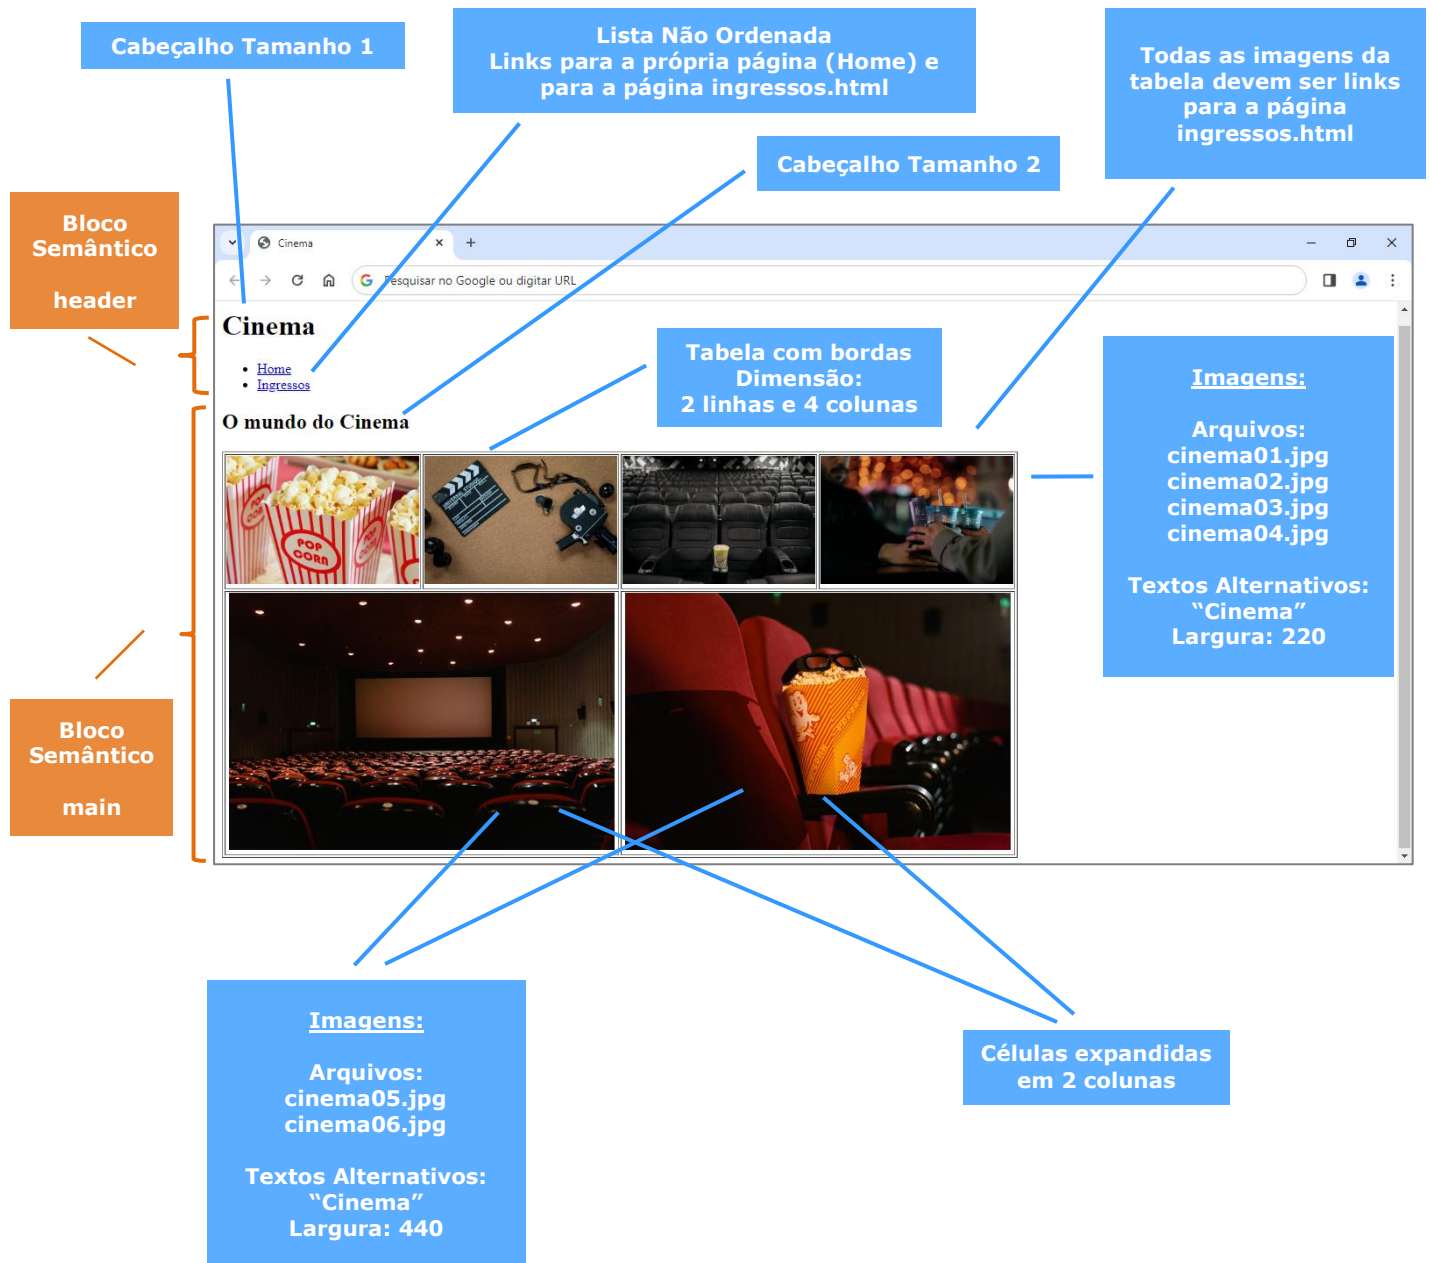 Cabeçalho Tamanho 1
Lista Não Ordenada
Links para a própria página (Home) e
para a página ingressos.html
Todas as imagens da
tabela devem ser links
para a página
ingressos.html
Cabeçalho Tamanho 2
Bloco
Semântico
header
Cinema
Pesquisar no Google ou digitar URL
Cinema
Home
Ingressos
O mundo do Cinema
Tabela com bordas
Dimensão:
2 linhas e 4 colunas
Imagens:
Arquivos:
cinema01.jpg
cinema02.jpg
cinema03.jpg
cinema04.jpg
Textos Alternativos:
“Cinema”
Largura: 220
POP
CORN
Bloco
Semântico
main
Imagens:
Arquivos:
cinema05.jpg
cinema06.jpg
Textos Alternativos:
“Cinema”
Largura: 440
Células expandidas
em 2 colunas